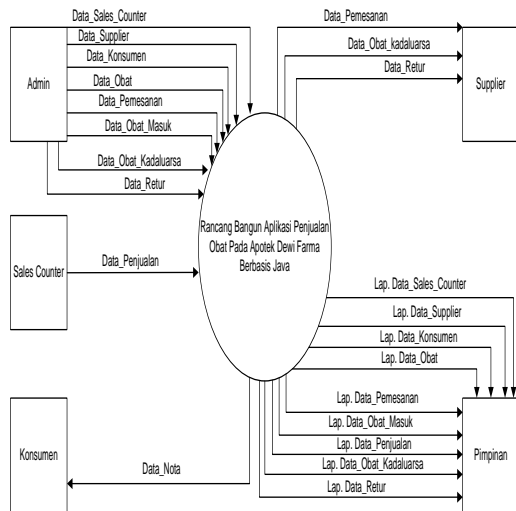 Data_Sales_Counter
Data_Supplier
Data_Konsumen
Data_Obat
Data_Pemesanan
Data_Obat_Masuk
Data_Obat_Kadaluarsa
Data_Retur
Admin
Data_Pemesanan
Data_Obat_kadaluarsa
Data_Retur
Supplier
Rancang Bangun Aplikasi Penjualan
Obat Pada Apotek Dewi Farma
Berbasis Java
Sales Counter
Data_Penjualan
Lap. Data_Sales_Counter
Lap. Data_Supplier
Lap. Data_Konsumen
Lap. Data_Obat
Lap. Data_Pemesanan
Lap. Data_Obat_Masuk
Lap. Data_Penjualan
Lap. Data_Obat_Kadaluarsa
Lap. Data_Retur
Pimpinan
Konsumen
Data_Nota